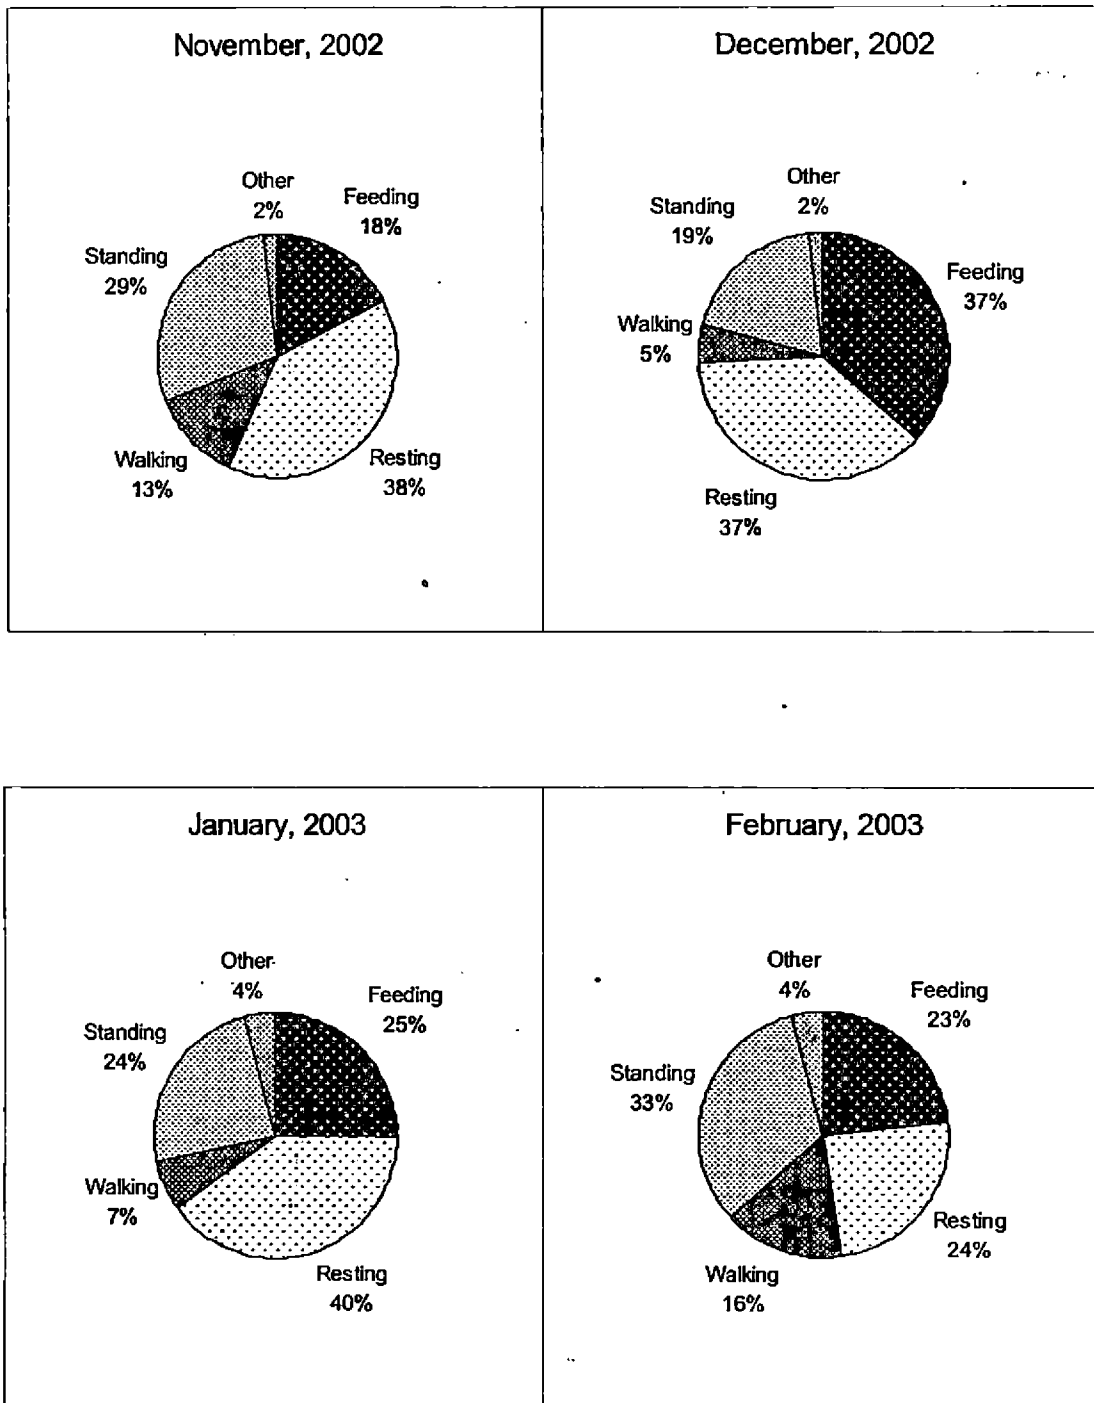 November, 2002
Other
2%
Feeding
18%
Standing
29%
Walking
13%
Resting
38%
December, 2002
Other
2%
Standing
19%
Feeding
37%
Walking
5%
Resting
37%
January, 2003
Other
4%
Feeding
25%
Standing
24%
Walking
7%
Resting
40%
February, 2003
Other
4%
Feeding
23%
Standing
33%
Resting
24%
Walking
16%